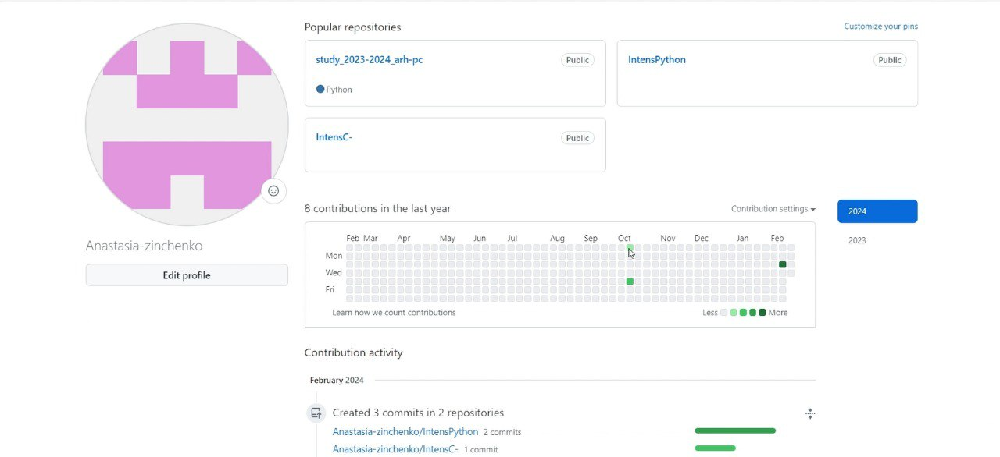 Popular repositories
Customize your pins
study_2023-2024_arh-pc
Public
Python
IntensPython
Public
IntensC-
Public
Anastasia-zinchenko
Edit profile
8 contributions in the last year
Contribution settings
2024
2023
Feb Mar Apr May Jun Jul Aug Sep Oct Nov Dec Jan Feb
Mon
Wed
Fri
Learn how we count contributions
Less More
Contribution activity
February 2024
Created 3 commits in 2 repositories
Anastasia-zinchenko/IntensPython 2 commits
Anastasia-zinchenko/IntensC- 1 commit